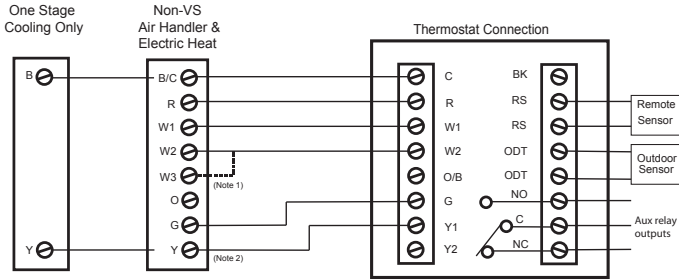 One Stage
Cooling Only
Non-VS
Air Handler &
Electric Heat
Thermostat Connection
B
Y
B/C
R
W1
W2
W3
(Note 1)
O
G
Y
(Note 2)
C
R
W1
W2
O/B
G
Y1
Y2
BK
RS
RS
ODT
ODT
NO
C
NC
Remote
Sensor
Outdoor
Sensor
Aux relay
outputs